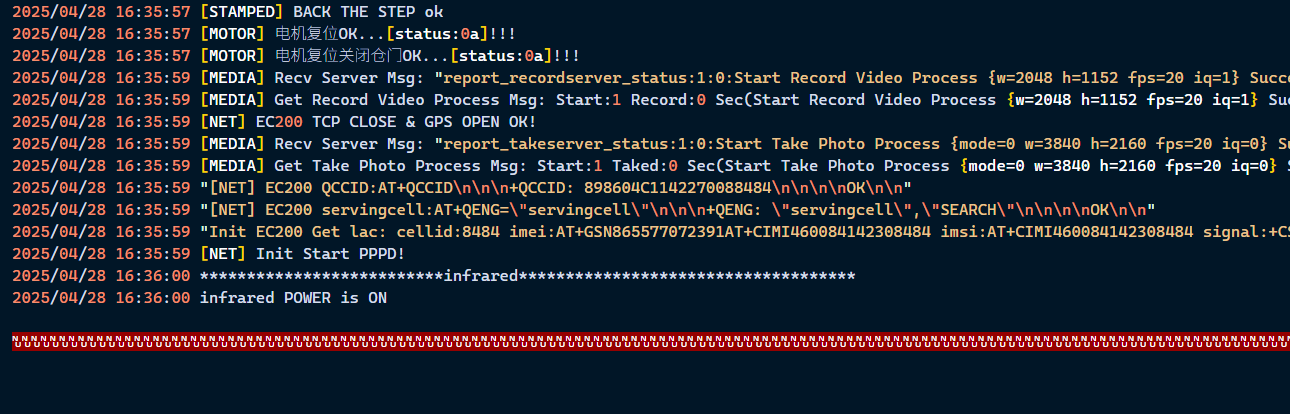 2025/04/28 16:35:57 [STAMPED] BACK THE STEP ok
2025/04/28 16:35:57 [MOTOR] 电机复位OK...[status:0a]!!!
2025/04/28 16:35:57 [MOTOR] 电机复位关闭仓门OK...[status:0a]!!!
2025/04/28 16:35:59 [MEDIA] Recv Server Msg: "report_recordserver_status:1:0:Start Record Video Process {w=2048 h=1152 fps=20 iq=1} Succe
2025/04/28 16:35:59 [MEDIA] Get Record Video Process Msg: Start:1 Record:0 Sec(Start Record Video Process {w=2048 h=1152 fps=20 iq=1} Suc
2025/04/28 16:35:59 [NET] EC200 TCP CLOSE & GPS OPEN OK!
2025/04/28 16:35:59 [MEDIA] Recv Server Msg: "report_takeserver_status:1:0:Start Take Photo Process {mode=0 w=3840 h=2160 fps=20 iq=0} Su
2025/04/28 16:35:59 [MEDIA] Get Take Photo Process Msg: Start:1 Taked:0 Sec(Start Take Photo Process {mode=0 w=3840 h=2160 fps=20 iq=0} S
2025/04/28 16:35:59 "[NET] EC200 QCCID:AT+QCCID\n\n\n+QCCID: 898604C1142270088484\n\n\n\nOK\n\n"
2025/04/28 16:35:59 "[NET] EC200 servingcell:AT+QENG=\"servingcell\"\n\n\n+QENG: \"servingcell\",\"SEARCH\"\n\n\n\nOK\n\n"
2025/04/28 16:35:59 "Init EC200 Get lac: cellid:8484 imei:AT+GSN865577072391AT+CIMI460084142308484 imsi:AT+CIMI460084142308484 signal:+CS
2025/04/28 16:35:59 [NET] Init Start PPPD!
2025/04/28 16:36:00 **************************infrared************************************
2025/04/28 16:36:00 infrared POWER is ON